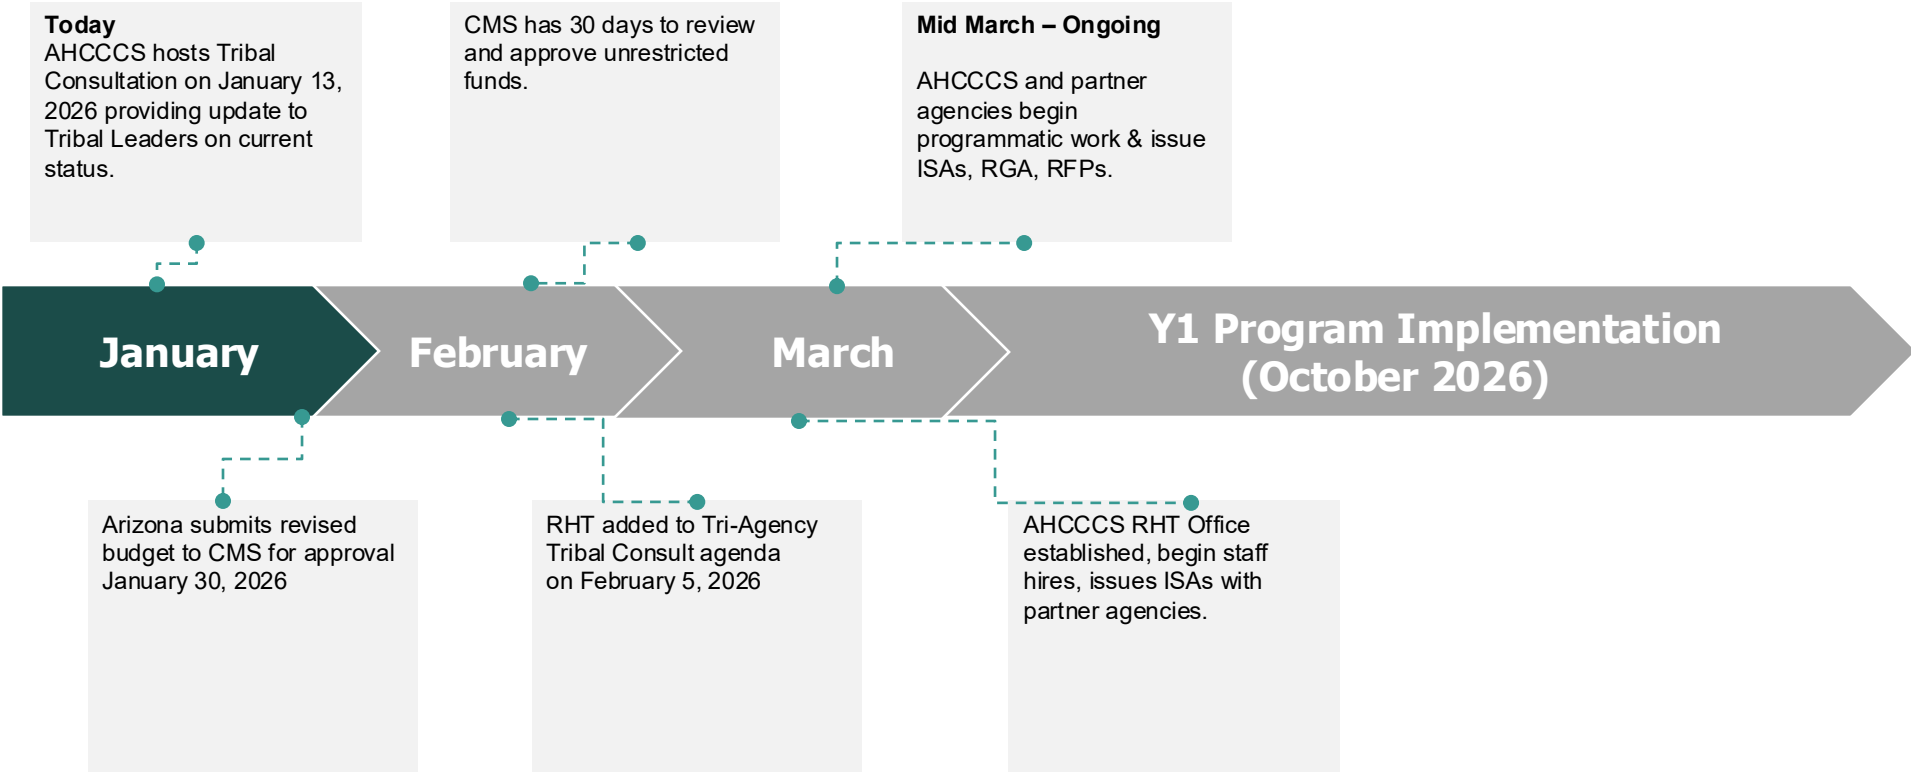 Today
AHCCCS hosts Tribal
Consultation on January 13,
2026 providing update to
Tribal Leaders on current
status.
CMS has 30 days to review
and approve unrestricted
funds.
Mid March – Ongoing
AHCCCS and partner
agencies begin
programmatic work & issue
ISAs, RGA, RFPs.
January
February
March
Y1 Program Implementation
(October 2026)
Arizona submits revised
budget to CMS for approval
January 30, 2026
RHT added to Tri-Agency
Tribal Consult agenda
on February 5, 2026
AHCCCS RHT Office
established, begin staff
hires, issues ISAs with
partner agencies.